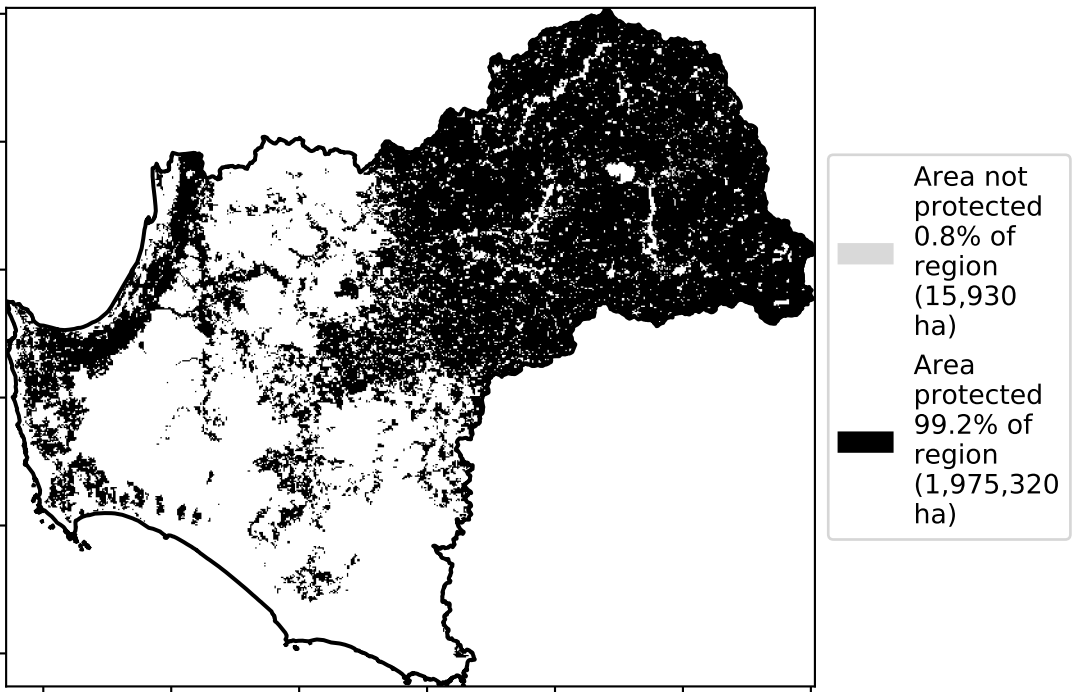 Area not
protected
0.8% of
region
(15,930
ha)
Area
protected
99.2% of
region
(1,975,320
ha)